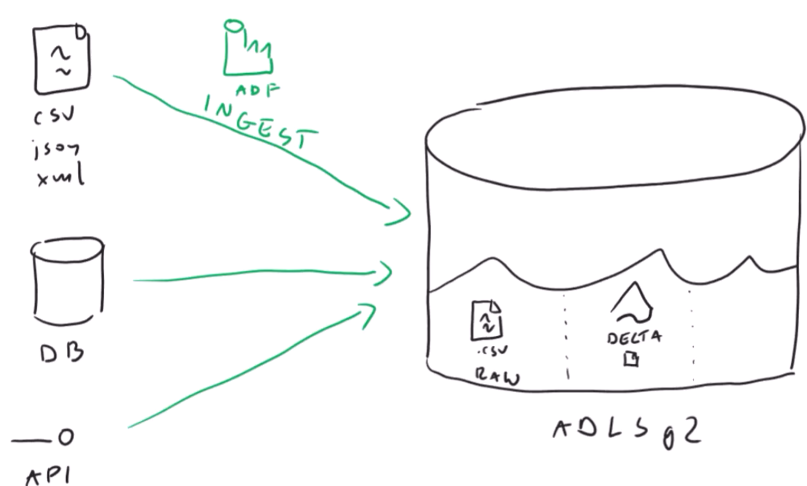 csv
json
xml
ADF
INGEST
DB
API
.csv
RAW
DELTA
ADLS g2